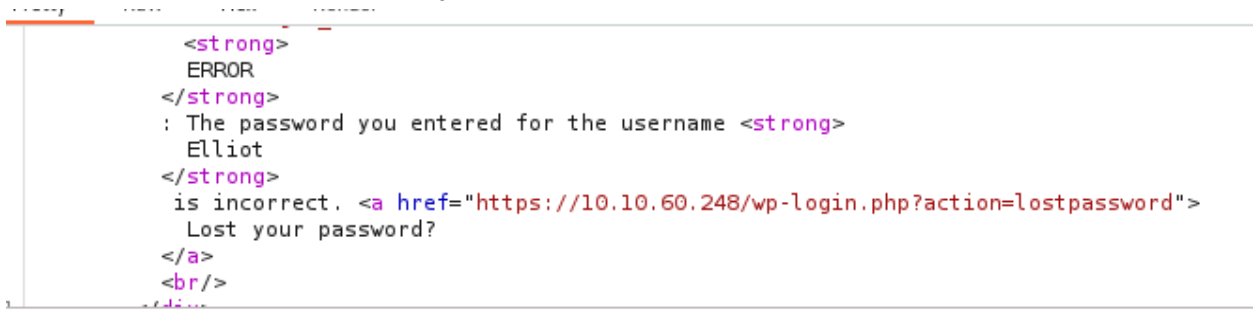 <strong>
ERROR
</strong>
: The password you entered for the username <strong>
Elliot
</strong>
is incorrect. <a href="https://10.10.60.248/wp-login.php?action=lostpassword">
Lost your password?
</a>
<br/>